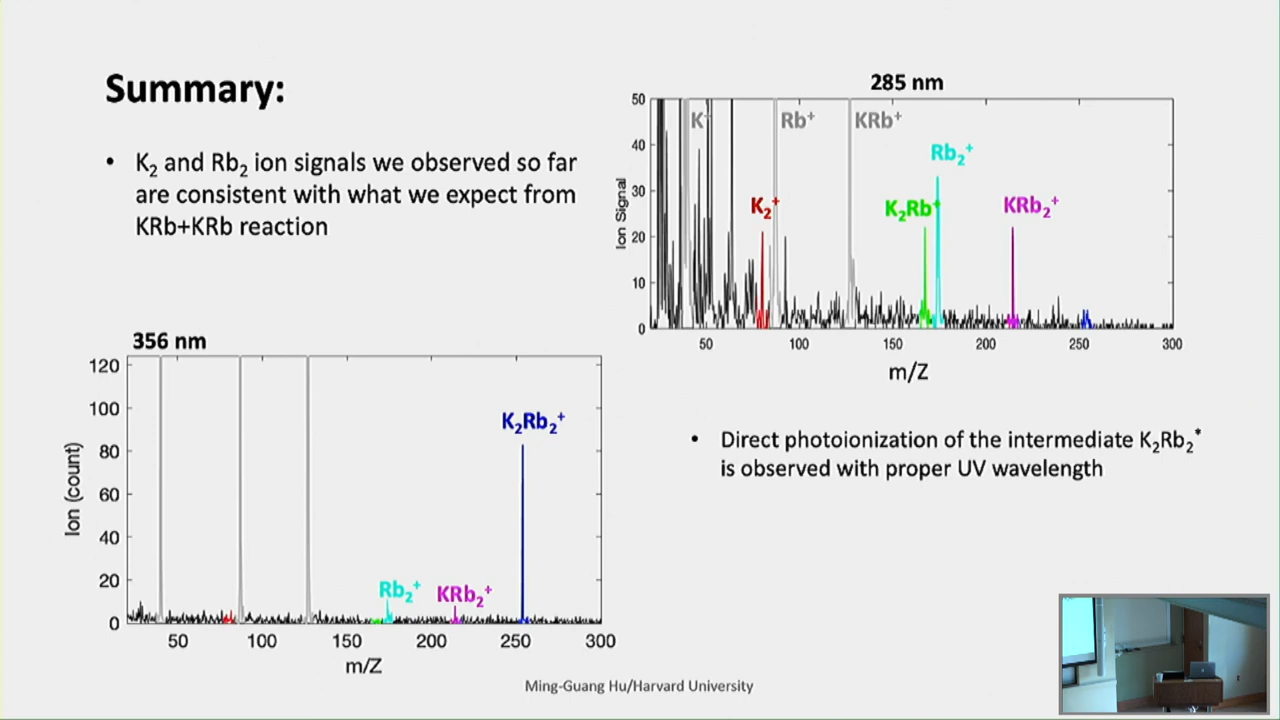 Summary:
• K₂ and Rb₂ ion signals we observed so far
are consistent with what we expect from
KRb+KRb reaction
285 nm
50
40
30
20
10
0
Ion Signal
K⁺
Rb⁺
KRb⁺
K₂⁺
K₂Rb⁺
Rb₂⁺
KRb₂⁺
50 100 150 200 250 300
m/Z
356 nm
120
100
80
60
40
20
0
Ion (count)
Rb₂⁺
KRb₂⁺
K₂Rb₂⁺
50 100 150 200 250 300
m/Z
• Direct photoionization of the intermediate K₂Rb₂*
is observed with proper UV wavelength
Ming-Guang Hu/Harvard University